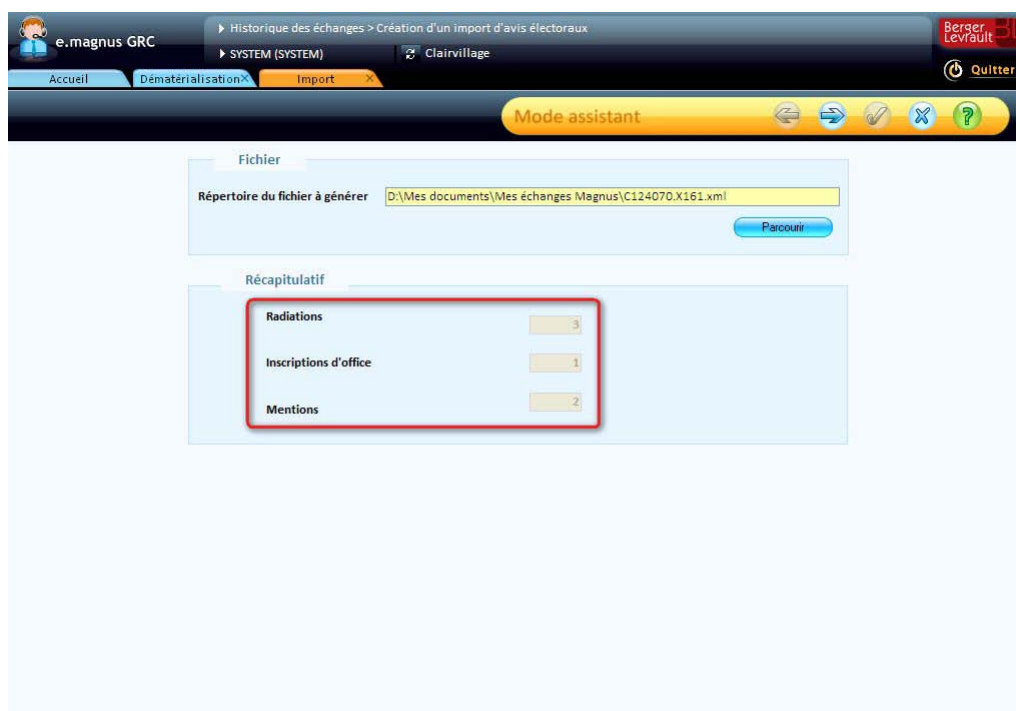 e.magnus GRC
Historique des échanges > Création d'un import d'avis électoraux
SYSTEM (SYSTEM)
Clairvillage
Berger
Levrault
Quitter
Accueil
Dématérialisation X
Import X
Mode assistant
Fichier
Répertoire du fichier à générer
D:\Mes documents\Mes échanges Magnus\C124070.X161.xml
Parcourir
Récapitulatif
Radiations 3
Inscriptions d'office 1
Mentions 2